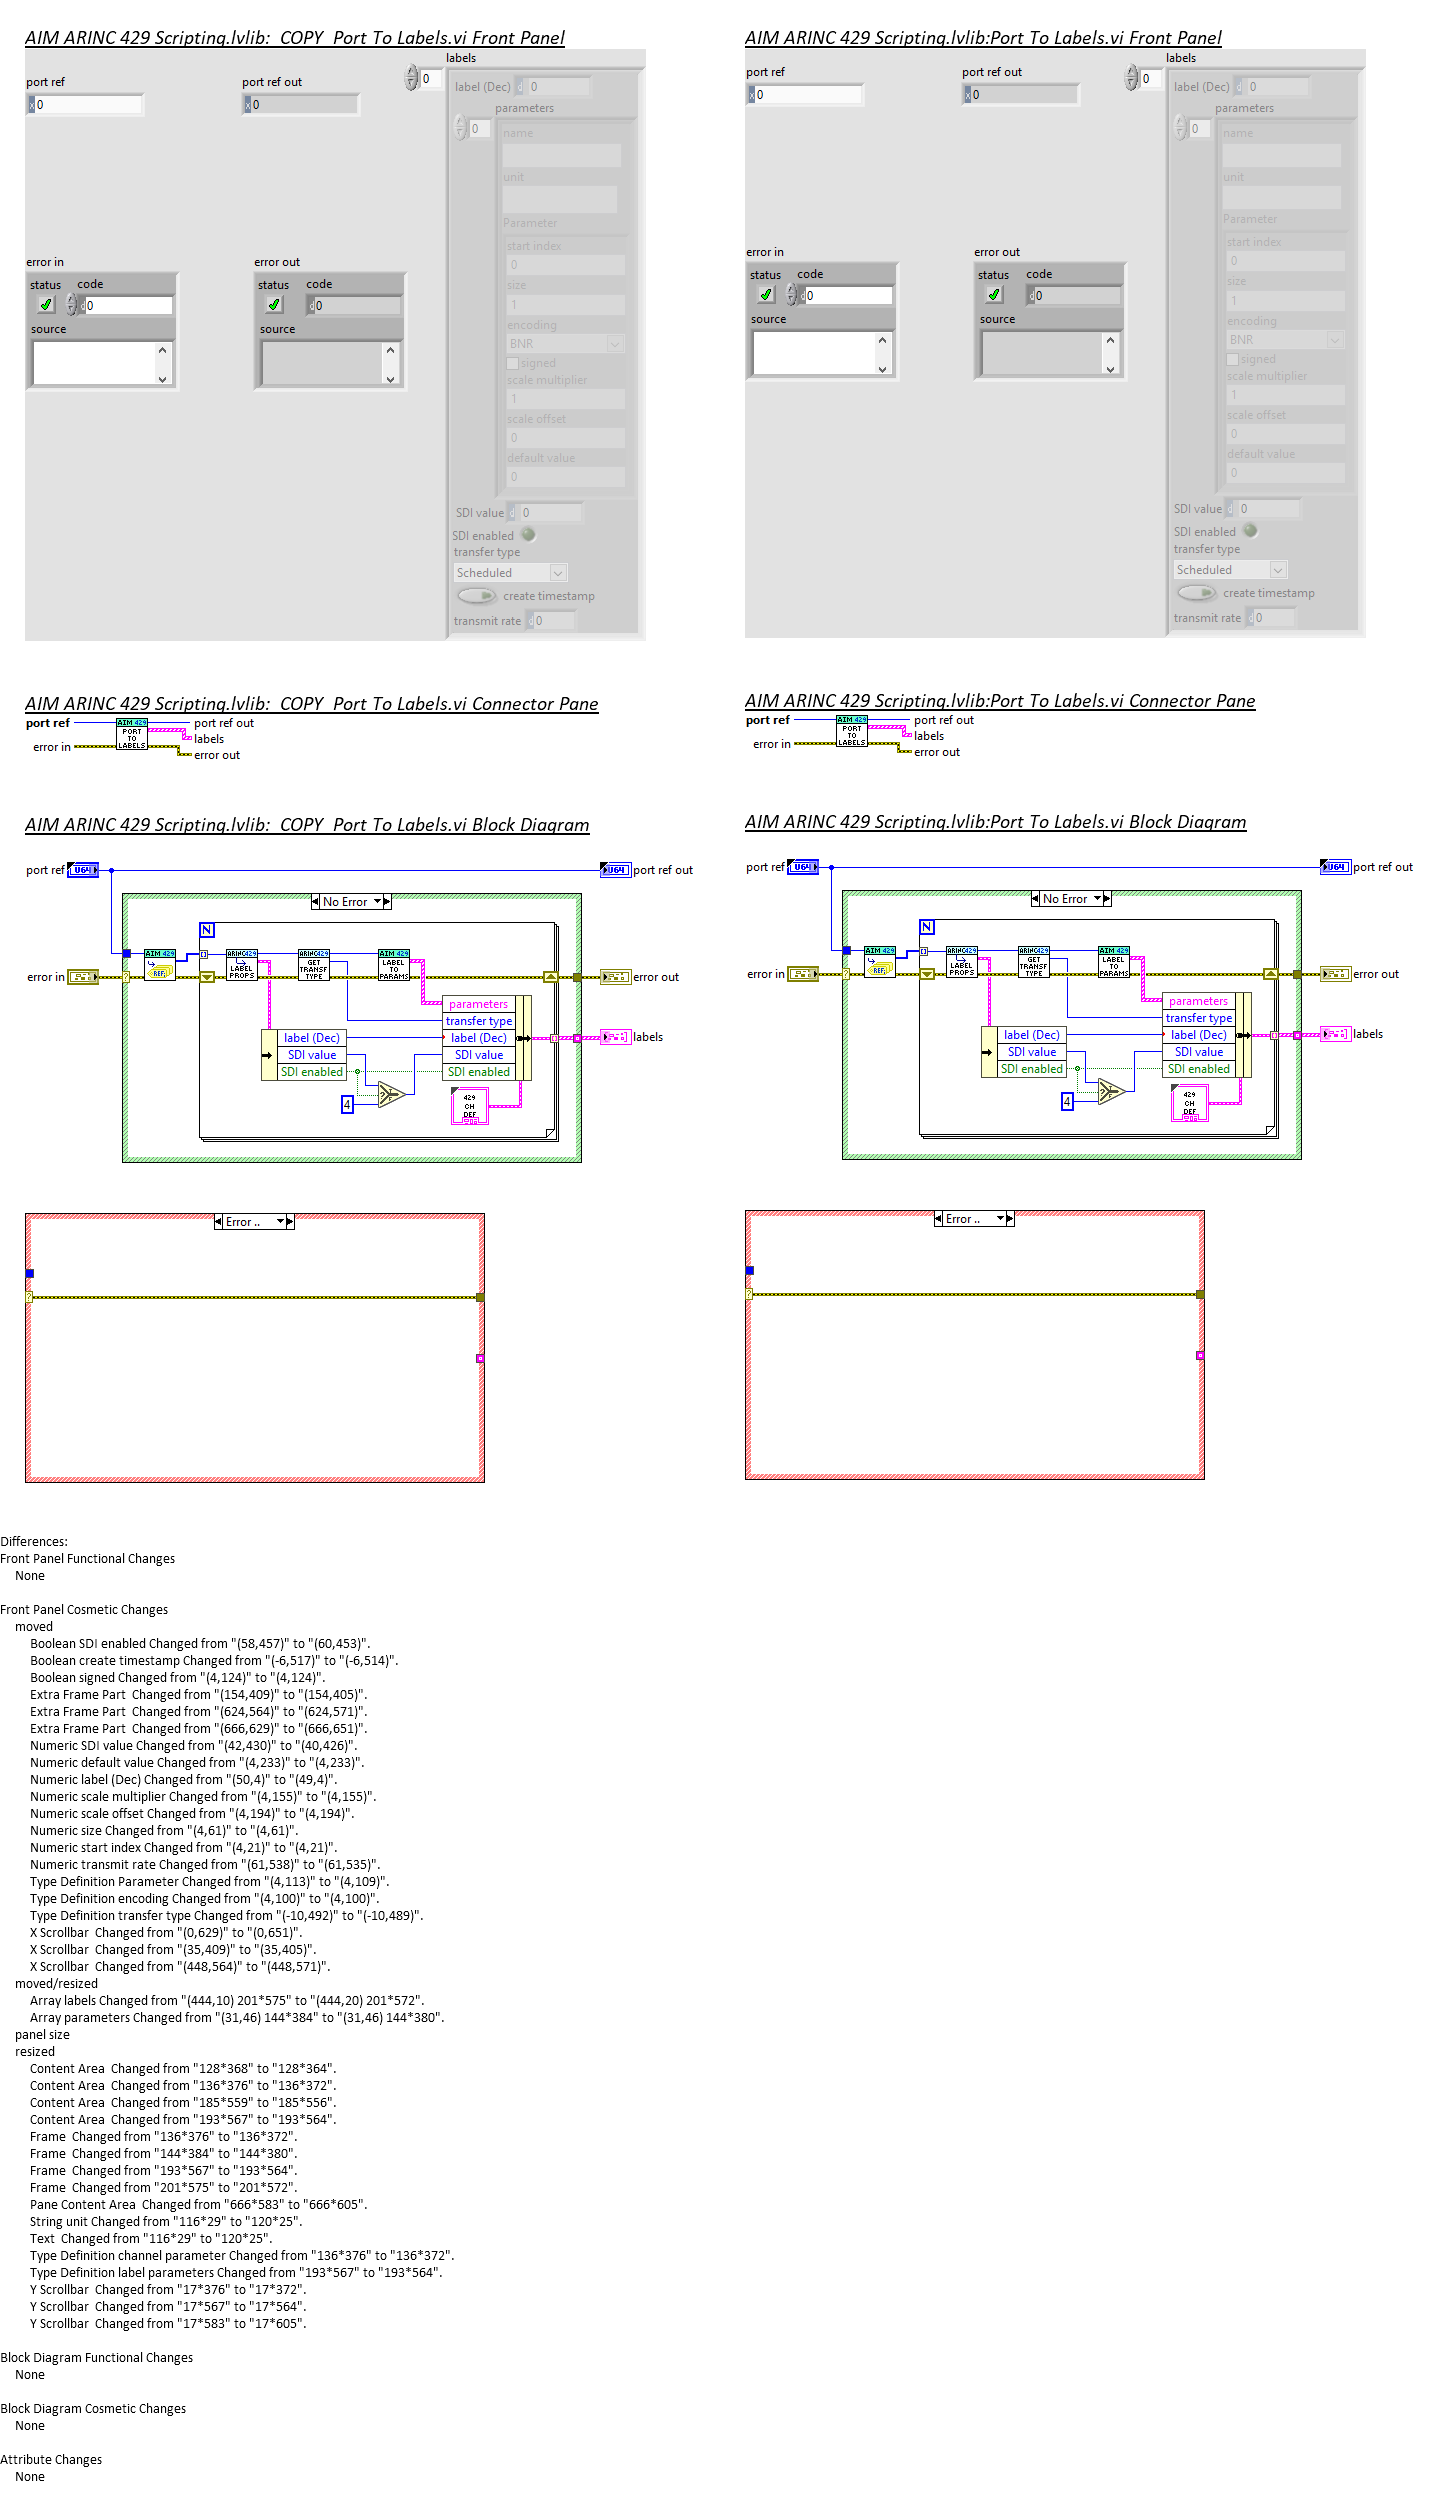 AIM ARINC 429 Scripting.lvlib:  COPY  Port To Labels.vi Front Panel
labels
port ref
port ref out
0
x 0
x 0
label (Dec) d 0
parameters
0
name
unit
Parameter
start index
0
error in
error out
status
code
status
code
d 0
d 0
source
source
size
1
encoding
BNR
signed
scale multiplier
1
scale offset
0
default value
0
SDI value d 0
SDI enabled
transfer type
Scheduled
create timestamp
transmit rate d 0
AIM ARINC 429 Scripting.lvlib:Port To Labels.vi Front Panel
labels
port ref
port ref out
0
x 0
x 0
label (Dec) d 0
parameters
0
name
unit
Parameter
start index
0
error in
error out
status
code
status
code
d 0
d 0
source
source
size
1
encoding
BNR
signed
scale multiplier
1
scale offset
0
default value
0
SDI value d 0
SDI enabled
transfer type
Scheduled
create timestamp
transmit rate d 0
AIM ARINC 429 Scripting.lvlib:  COPY  Port To Labels.vi Connector Pane
port ref
AIM 429
PORT
TO
LABELS
port ref out
labels
error in
error out
AIM ARINC 429 Scripting.lvlib:Port To Labels.vi Connector Pane
port ref
AIM 429
PORT
TO
LABELS
port ref out
labels
error in
error out
AIM ARINC 429 Scripting.lvlib:  COPY  Port To Labels.vi Block Diagram
port ref
U64
U64
port ref out
No Error
N
AIM 429
REF
ARINC429
LABEL
PROPS
ARINC429
GET
TRANSF
TYPE
AIM 429
LABEL
TO
PARAMS
error in
?
error out
parameters
transfer type
label (Dec)
label (Dec)
labels
SDI value
SDI value
SDI enabled
SDI enabled
4
T
?
F
429
CH
DEF
Error ..
?
AIM ARINC 429 Scripting.lvlib:Port To Labels.vi Block Diagram
port ref
U64
U64
port ref out
No Error
N
AIM 429
REF
ARINC429
LABEL
PROPS
ARINC429
GET
TRANSF
TYPE
AIM 429
LABEL
TO
PARAMS
error in
?
error out
parameters
transfer type
label (Dec)
label (Dec)
labels
SDI value
SDI value
SDI enabled
SDI enabled
4
T
?
F
429
CH
DEF
Error ..
?
Differences:
Front Panel Functional Changes
None
Front Panel Cosmetic Changes
moved
Boolean SDI enabled Changed from "(58,457)" to "(60,453)".
Boolean create timestamp Changed from "(-6,517)" to "(-6,514)".
Boolean signed Changed from "(4,124)" to "(4,124)".
Extra Frame Part  Changed from "(154,409)" to "(154,405)".
Extra Frame Part  Changed from "(624,564)" to "(624,571)".
Extra Frame Part  Changed from "(666,629)" to "(666,651)".
Numeric SDI value Changed from "(42,430)" to "(40,426)".
Numeric default value Changed from "(4,233)" to "(4,233)".
Numeric label (Dec) Changed from "(50,4)" to "(49,4)".
Numeric scale multiplier Changed from "(4,155)" to "(4,155)".
Numeric scale offset Changed from "(4,194)" to "(4,194)".
Numeric size Changed from "(4,61)" to "(4,61)".
Numeric start index Changed from "(4,21)" to "(4,21)".
Numeric transmit rate Changed from "(61,538)" to "(61,535)".
Type Definition Parameter Changed from "(4,113)" to "(4,109)".
Type Definition encoding Changed from "(4,100)" to "(4,100)".
Type Definition transfer type Changed from "(-10,492)" to "(-10,489)".
X Scrollbar  Changed from "(0,629)" to "(0,651)".
X Scrollbar  Changed from "(35,409)" to "(35,405)".
X Scrollbar  Changed from "(448,564)" to "(448,571)".
moved/resized
Array labels Changed from "(444,10) 201*575" to "(444,20) 201*572".
Array parameters Changed from "(31,46) 144*384" to "(31,46) 144*380".
panel size
resized
Content Area  Changed from "128*368" to "128*364".
Content Area  Changed from "136*376" to "136*372".
Content Area  Changed from "185*559" to "185*556".
Content Area  Changed from "193*567" to "193*564".
Frame  Changed from "136*376" to "136*372".
Frame  Changed from "144*384" to "144*380".
Frame  Changed from "193*567" to "193*564".
Frame  Changed from "201*575" to "201*572".
Pane Content Area  Changed from "666*583" to "666*605".
String unit Changed from "116*29" to "120*25".
Text  Changed from "116*29" to "120*25".
Type Definition channel parameter Changed from "136*376" to "136*372".
Type Definition label parameters Changed from "193*567" to "193*564".
Y Scrollbar  Changed from "17*376" to "17*372".
Y Scrollbar  Changed from "17*567" to "17*564".
Y Scrollbar  Changed from "17*583" to "17*605".
Block Diagram Functional Changes
None
Block Diagram Cosmetic Changes
None
Attribute Changes
None